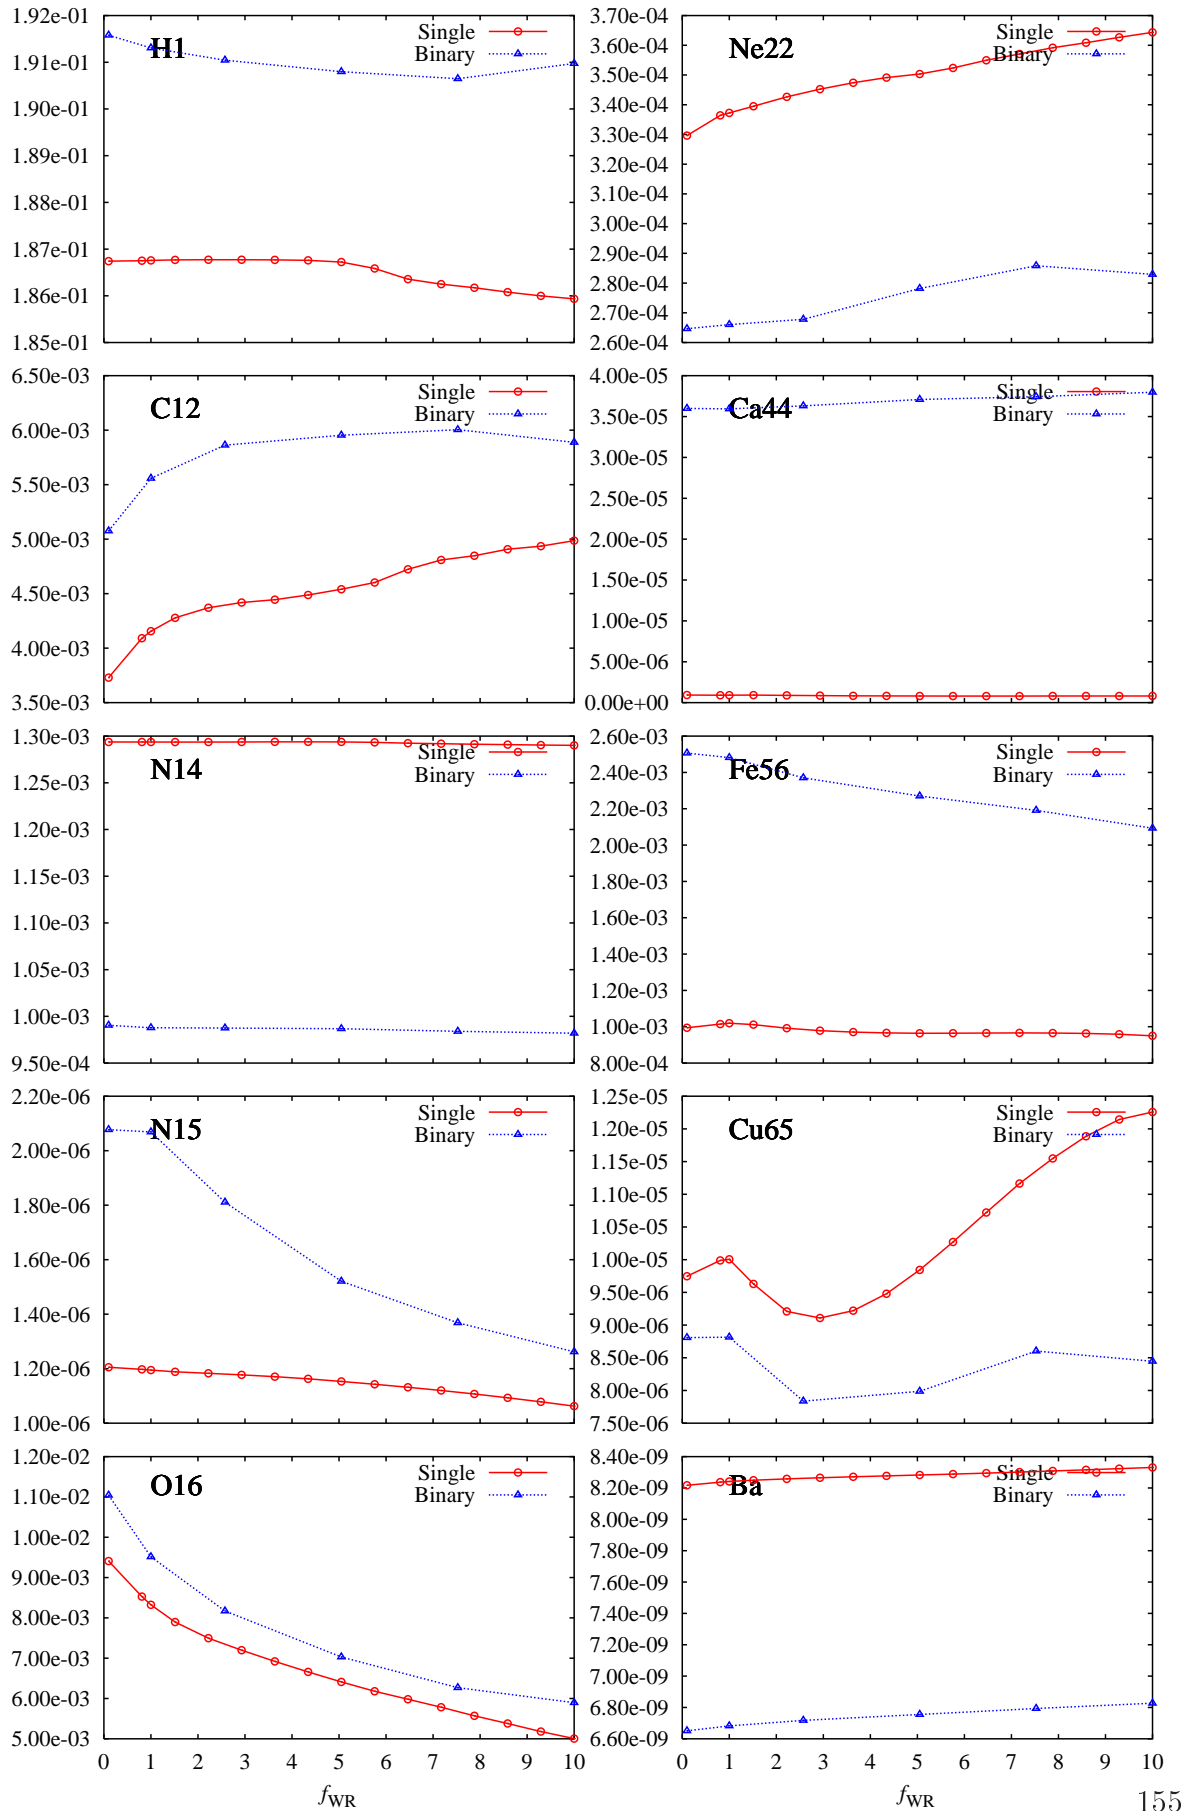 1.92e-01
1.91e-01
1.90e-01
1.89e-01
1.88e-01
1.87e-01
1.86e-01
1.85e-01
H1
Single
Binary
3.70e-04
3.60e-04
3.50e-04
3.40e-04
3.30e-04
3.20e-04
3.10e-04
3.00e-04
2.90e-04
2.80e-04
2.70e-04
2.60e-04
Ne22
Single
Binary
6.50e-03
6.00e-03
5.50e-03
5.00e-03
4.50e-03
4.00e-03
3.50e-03
C12
Single
Binary
4.00e-05
3.50e-05
3.00e-05
2.50e-05
2.00e-05
1.50e-05
1.00e-05
5.00e-06
0.00e+00
Ca44
Single
Binary
1.30e-03
1.25e-03
1.20e-03
1.15e-03
1.10e-03
1.05e-03
1.00e-03
9.50e-04
N14
Single
Binary
2.60e-03
2.40e-03
2.20e-03
2.00e-03
1.80e-03
1.60e-03
1.40e-03
1.20e-03
1.00e-03
8.00e-04
Fe56
Single
Binary
2.20e-06
2.00e-06
1.80e-06
1.60e-06
1.40e-06
1.20e-06
1.00e-06
N15
Single
Binary
1.25e-05
1.20e-05
1.15e-05
1.10e-05
1.05e-05
1.00e-05
9.50e-06
9.00e-06
8.50e-06
8.00e-06
7.50e-06
Cu65
Single
Binary
1.20e-02
1.10e-02
1.00e-02
9.00e-03
8.00e-03
7.00e-03
6.00e-03
5.00e-03
O16
Single
Binary
0 1 2 3 4 5 6 7 8 9 10
fWR
8.40e-09
8.20e-09
8.00e-09
7.80e-09
7.60e-09
7.40e-09
7.20e-09
7.00e-09
6.80e-09
6.60e-09
Ba
Single
Binary
0 1 2 3 4 5 6 7 8 9 10
fWR
155